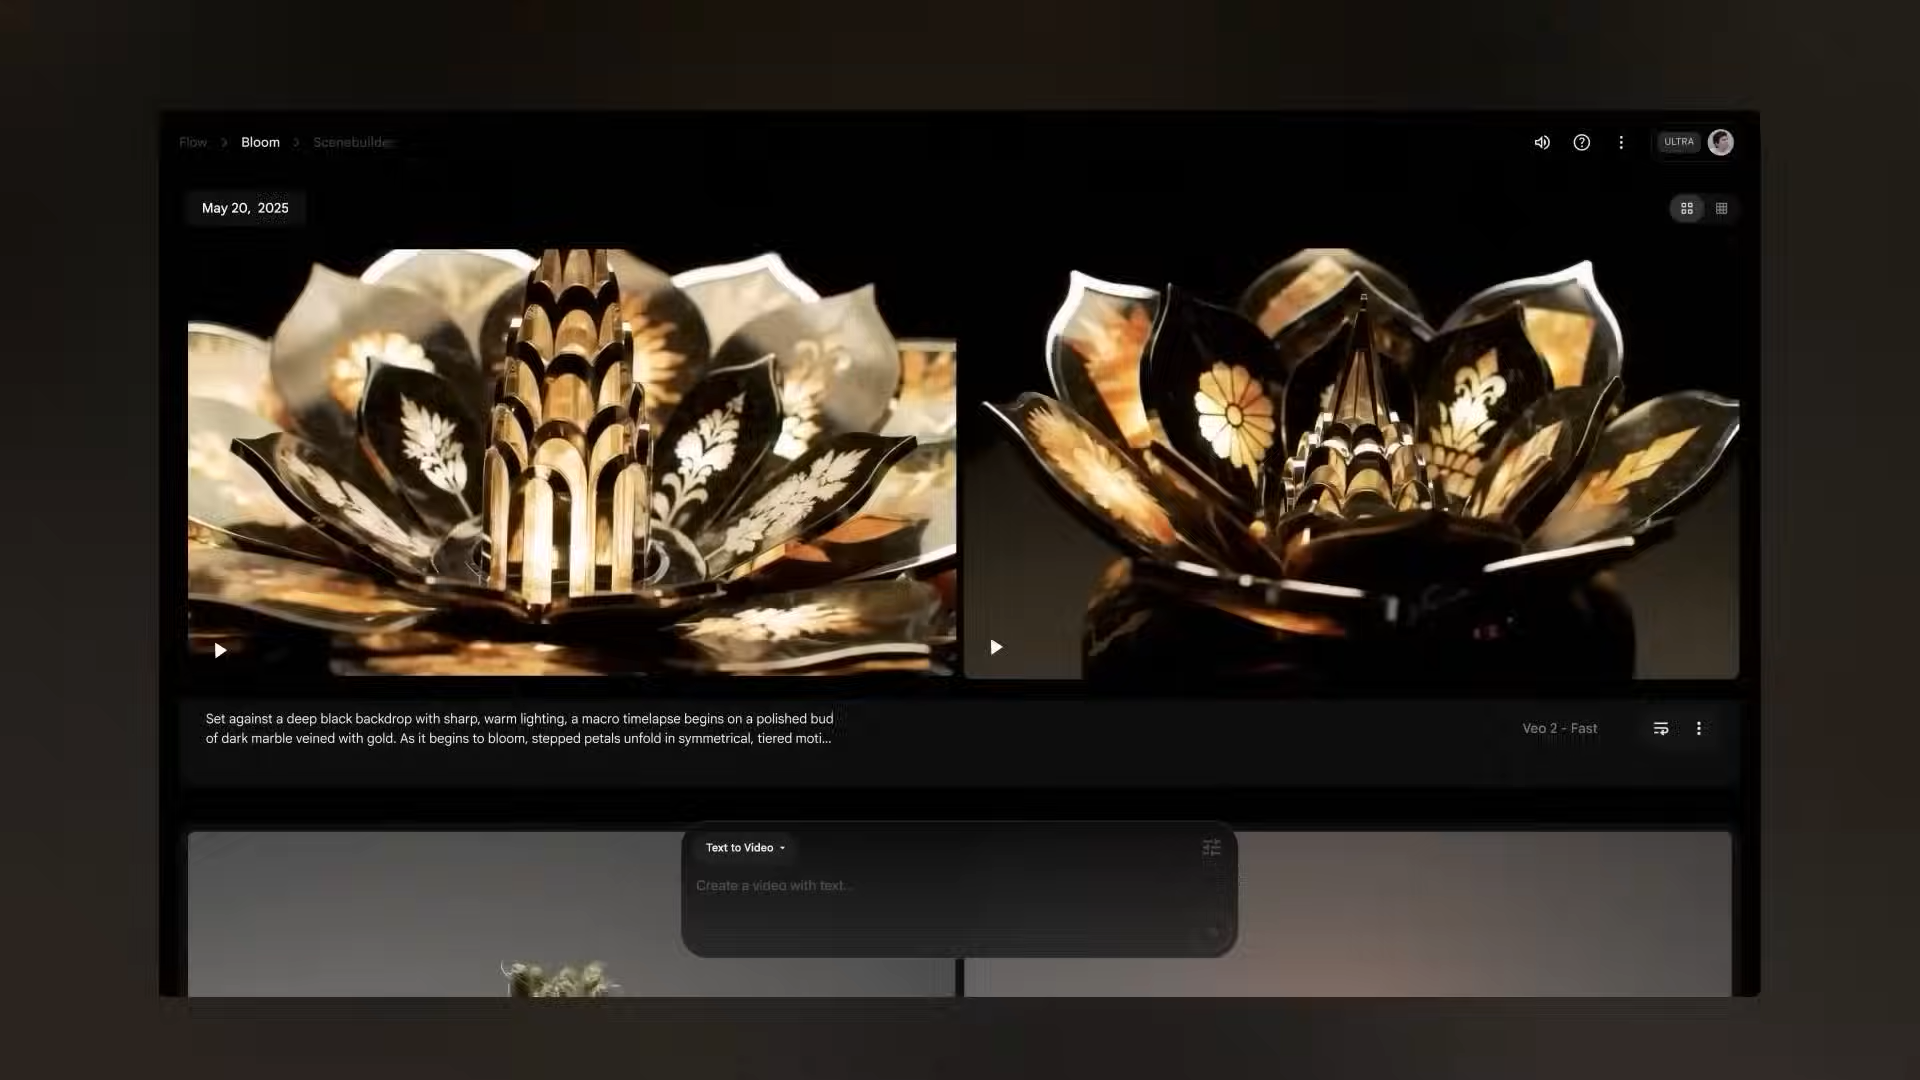 Flow > Bloom > Scenebuilder
ULTRA
May 20, 2025
Set against a deep black backdrop with sharp, warm lighting, a macro timelapse begins on a polished bud
of dark marble veined with gold. As it begins to bloom, stepped petals unfold in symmetrical, tiered moti...
Veo 2 - Fast
Text to Video
Create a video with text...